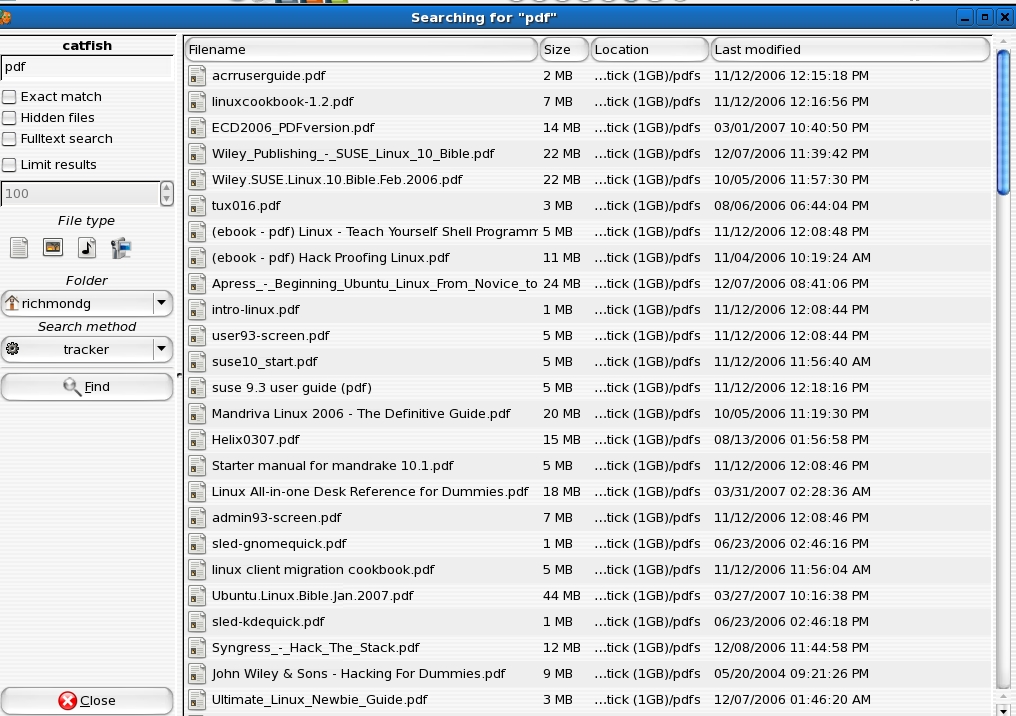 Searching for "pdf"
catfish
pdf
Exact match
Hidden files
Fulltext search
Limit results
100
File type
Folder
richmondg
Search method
tracker
Find
Close
Filename Size Location Last modified
acrruserguide.pdf 2 MB ...tick (1GB)/pdfs 11/12/2006 12:15:18 PM
linuxcookbook-1.2.pdf 7 MB ...tick (1GB)/pdfs 11/12/2006 12:16:56 PM
ECD2006_PDFversion.pdf 14 MB ...tick (1GB)/pdfs 03/01/2007 10:40:50 PM
Wiley_Publishing_-_SUSE_Linux_10_Bible.pdf 22 MB ...tick (1GB)/pdfs 12/07/2006 11:39:42 PM
Wiley.SUSE.Linux.10.Bible.Feb.2006.pdf 22 MB ...tick (1GB)/pdfs 10/05/2006 11:57:30 PM
tux016.pdf 3 MB ...tick (1GB)/pdfs 08/06/2006 06:44:04 PM
(ebook - pdf) Linux - Teach Yourself Shell Programm 5 MB ...tick (1GB)/pdfs 11/12/2006 12:08:48 PM
(ebook - pdf) Hack Proofing Linux.pdf 11 MB ...tick (1GB)/pdfs 11/04/2006 10:19:24 AM
Apress_-_Beginning_Ubuntu_Linux_From_Novice_to 24 MB ...tick (1GB)/pdfs 12/07/2006 08:41:06 PM
intro-linux.pdf 1 MB ...tick (1GB)/pdfs 11/12/2006 12:08:44 PM
user93-screen.pdf 5 MB ...tick (1GB)/pdfs 11/12/2006 12:08:44 PM
suse10_start.pdf 5 MB ...tick (1GB)/pdfs 11/12/2006 11:56:40 AM
suse 9.3 user guide (pdf) 5 MB ...tick (1GB)/pdfs 11/12/2006 12:18:16 PM
Mandriva Linux 2006 - The Definitive Guide.pdf 20 MB ...tick (1GB)/pdfs 10/05/2006 11:19:30 PM
Helix0307.pdf 15 MB ...tick (1GB)/pdfs 08/13/2006 01:56:58 PM
Starter manual for mandrake 10.1.pdf 5 MB ...tick (1GB)/pdfs 11/12/2006 12:08:46 PM
Linux All-in-one Desk Reference for Dummies.pdf 18 MB ...tick (1GB)/pdfs 03/31/2007 02:28:36 AM
admin93-screen.pdf 7 MB ...tick (1GB)/pdfs 11/12/2006 12:08:46 PM
sled-gnomequick.pdf 1 MB ...tick (1GB)/pdfs 06/23/2006 02:46:16 PM
linux client migration cookbook.pdf 5 MB ...tick (1GB)/pdfs 11/12/2006 11:56:04 AM
Ubuntu.Linux.Bible.Jan.2007.pdf 44 MB ...tick (1GB)/pdfs 03/27/2007 10:16:38 PM
sled-kdequick.pdf 1 MB ...tick (1GB)/pdfs 06/23/2006 02:46:18 PM
Syngress_-_Hack_The_Stack.pdf 12 MB ...tick (1GB)/pdfs 12/08/2006 11:44:58 PM
John Wiley & Sons - Hacking For Dummies.pdf 9 MB ...tick (1GB)/pdfs 05/20/2004 09:21:26 PM
Ultimate_Linux_Newbie_Guide.pdf 3 MB ...tick (1GB)/pdfs 12/07/2006 01:46:20 AM